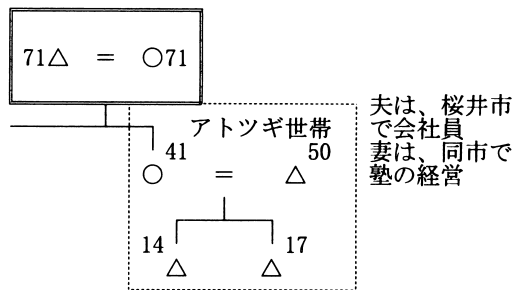 71△ = ○71
アトツギ世帯
41 50
○ = △
14 17
△ △
夫は、桜井市
で会社員
妻は、同市で
塾の経営